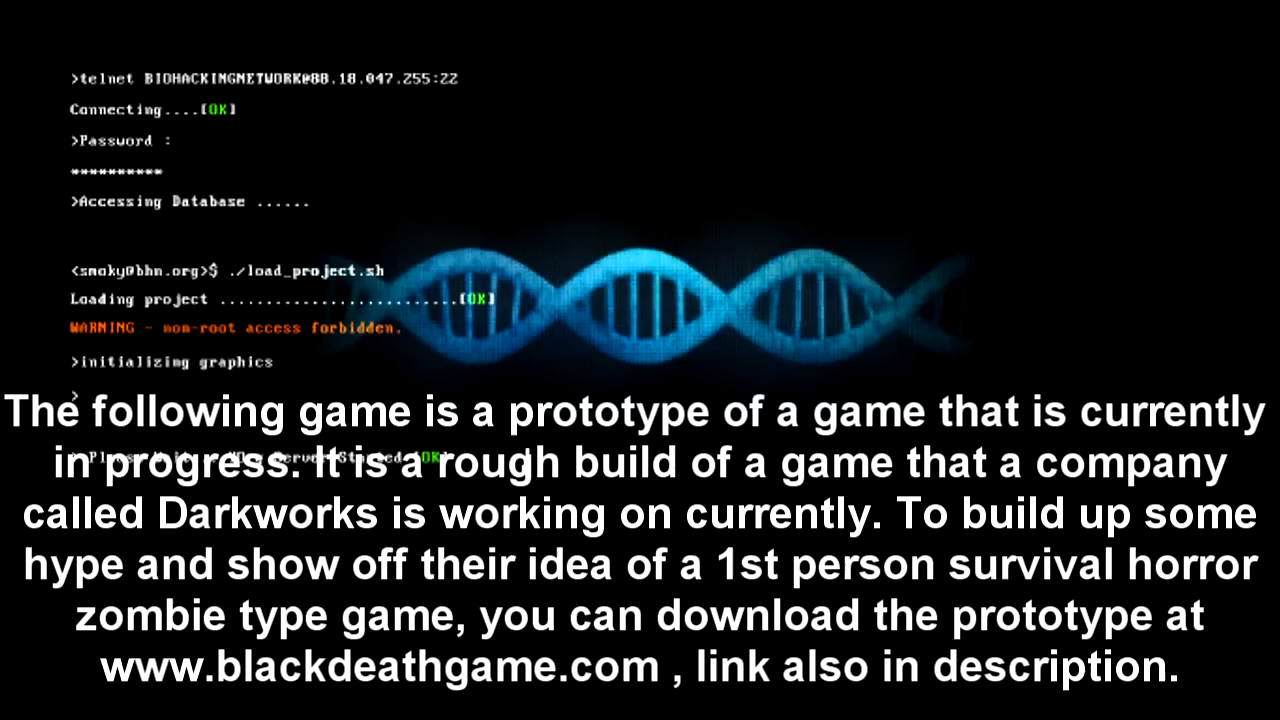 >telnet BIOHACKINGNETWORK@88.18.047.255:22
Connecting....[OK]
>Password :
**********
>Accessing Database ......
<smoky@bhn.org>$ ./load_project.sh
Loading project ..........................[OK]
WARNING - non-root access forbidden.
>initializing graphics
>
The following game is a prototype of a game that is currently
in progress. It is a rough build of a game that a company
called Darkworks is working on currently. To build up some
hype and show off their idea of a 1st person survival horror
zombie type game, you can download the prototype at
www.blackdeathgame.com , link also in description.